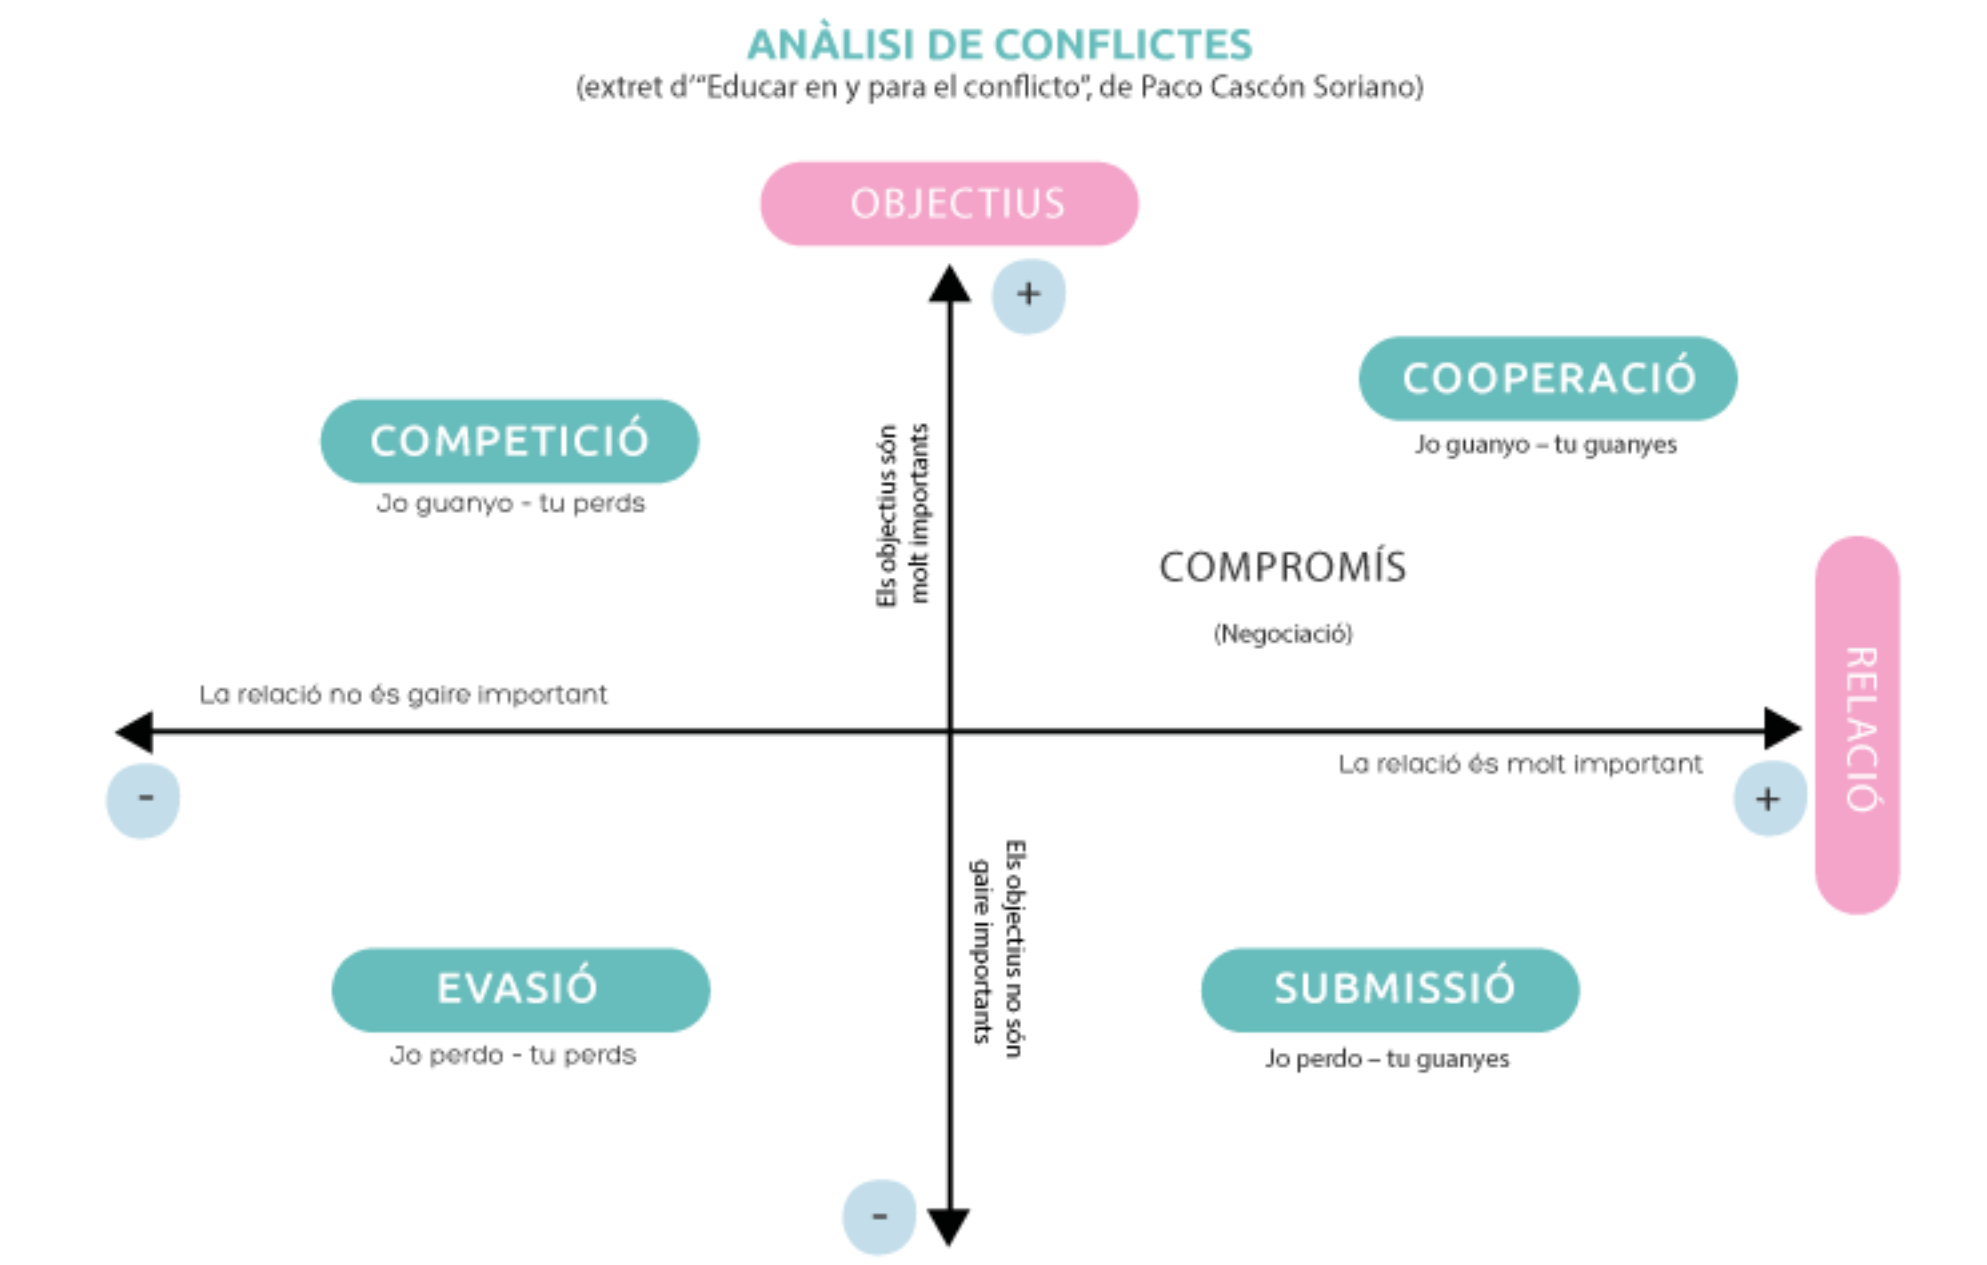 ANÀLISI DE CONFLICTES
(extret d'“Educar en y para el conflicto”, de Paco Cascón Soriano)
OBJECTIUS
+
COOPERACIÓ
Jo guanyo – tu guanyes
COMPETICIÓ
Jo guanyo - tu perds
Els objectius són
molt importants
COMPROMÍS
(Negociació)
RELACIÓ
La relació no és gaire important
La relació és molt important
-
+
Els objectius no són
gaire importants
EVASIÓ
Jo perdo - tu perds
SUBMISSIÓ
Jo perdo – tu guanyes
-